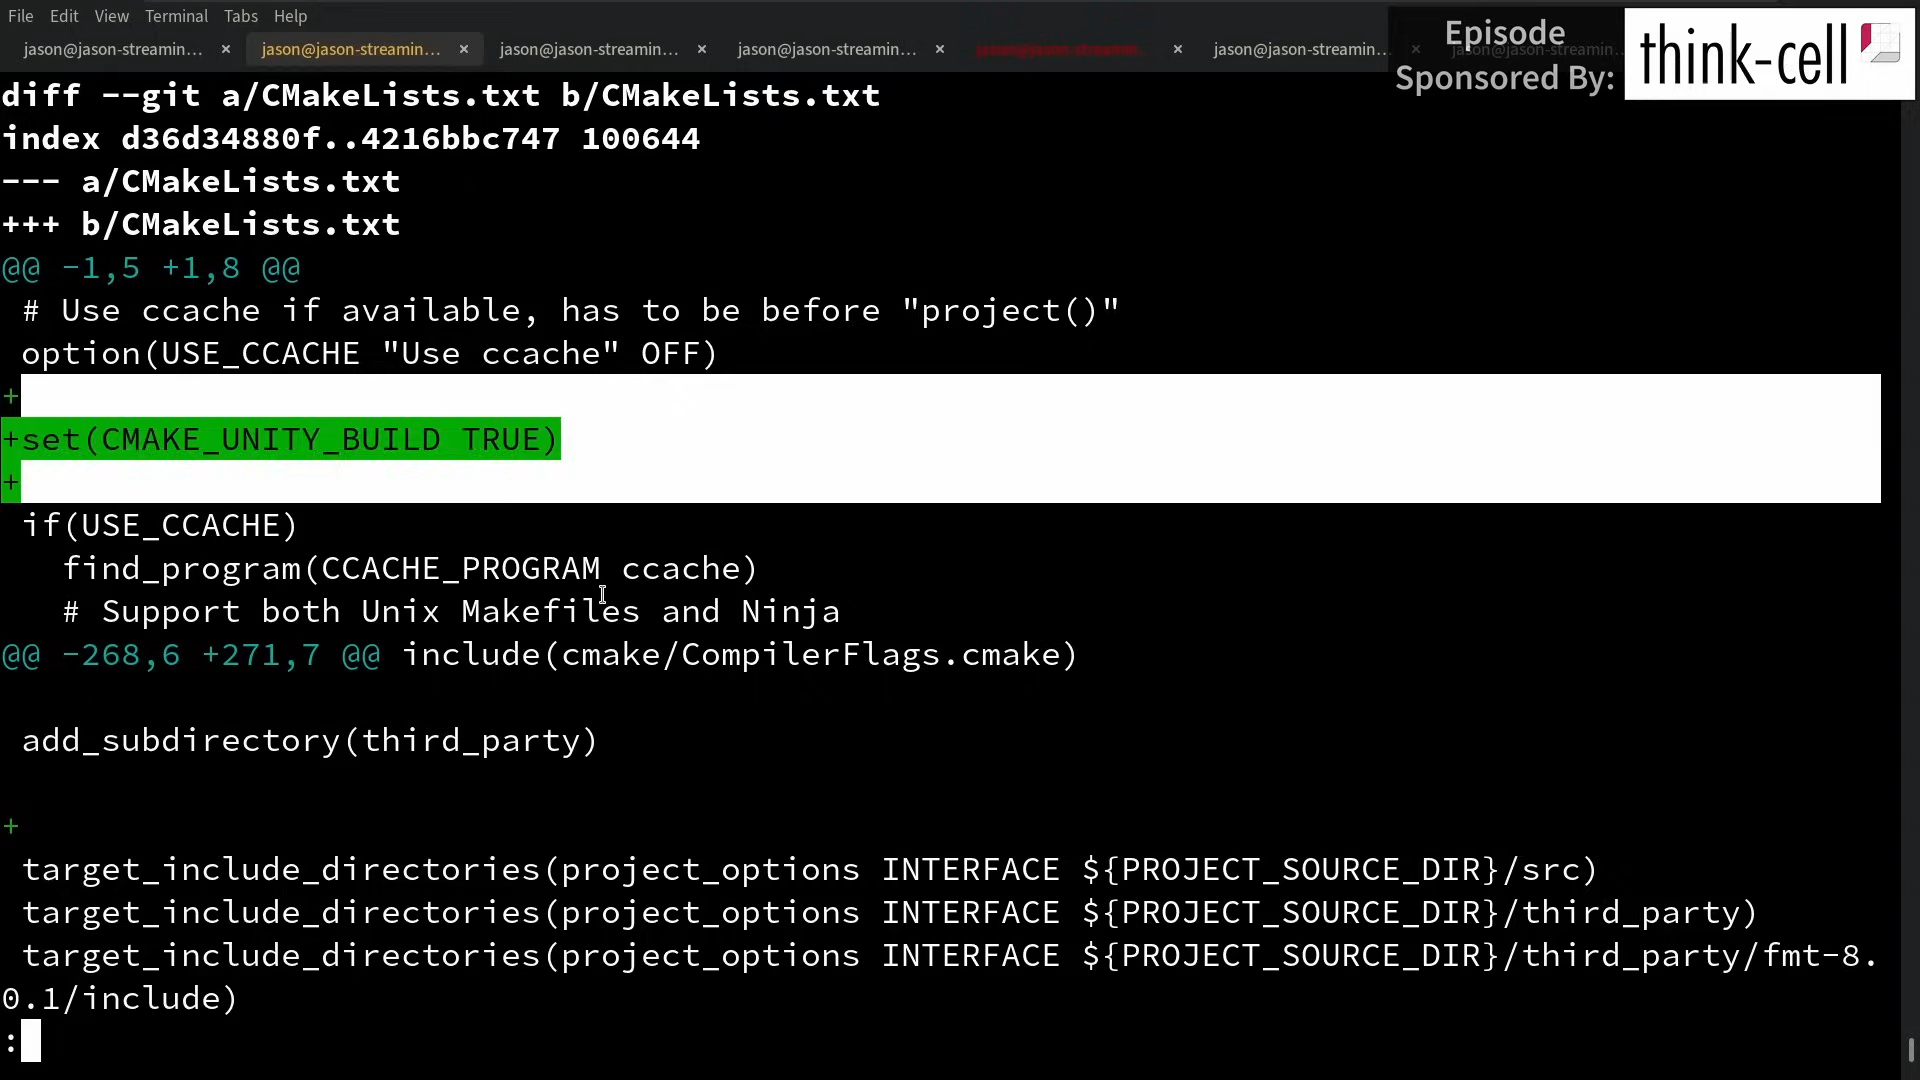 File Edit View Terminal Tabs Help
jason@jason-streamin... × jason@jason-streamin... × jason@jason-streamin... × jason@jason-streamin... × × jason@jason-streamin... ×
Episode
Sponsored By:
think-cell
diff --git a/CMakeLists.txt b/CMakeLists.txt
index d36d34880f..4216bbc747 100644
--- a/CMakeLists.txt
+++ b/CMakeLists.txt
@@ -1,5 +1,8 @@
 # Use ccache if available, has to be before "project()"
 option(USE_CCACHE "Use ccache" OFF)
+
+set(CMAKE_UNITY_BUILD TRUE)
+
 if(USE_CCACHE)
   find_program(CCACHE_PROGRAM ccache)
   # Support both Unix Makefiles and Ninja
@@ -268,6 +271,7 @@ include(cmake/CompilerFlags.cmake)
 add_subdirectory(third_party)
+
 target_include_directories(project_options INTERFACE ${PROJECT_SOURCE_DIR}/src)
 target_include_directories(project_options INTERFACE ${PROJECT_SOURCE_DIR}/third_party)
 target_include_directories(project_options INTERFACE ${PROJECT_SOURCE_DIR}/third_party/fmt-8.
0.1/include)
: